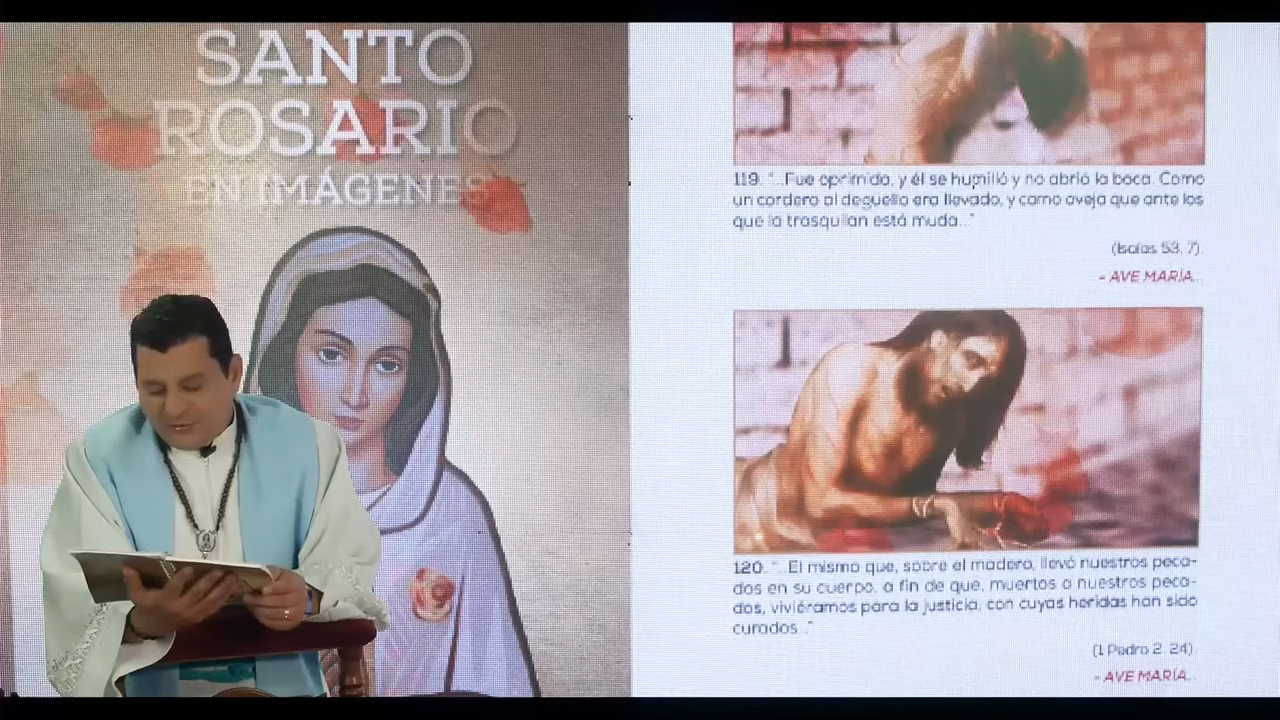 SANTO
ROSARIO
EN IMÁGENES
119. "...Fue oprimido, y él se humilló y no abrió la boca. Como
un cordero al degüello era llevado, y como oveja que ante los
que la trasquilan está muda..."
(Isaías 53, 7).
- AVE MARÍA...
120. "...El mismo que, sobre el madero, llevó nuestros peca-
dos en su cuerpo, a fin de que, muertos a nuestros peca-
dos, viviéramos para la justicia; con cuyas heridas han sido
curados..."
(1 Pedro 2, 24)
- AVE MARÍA...